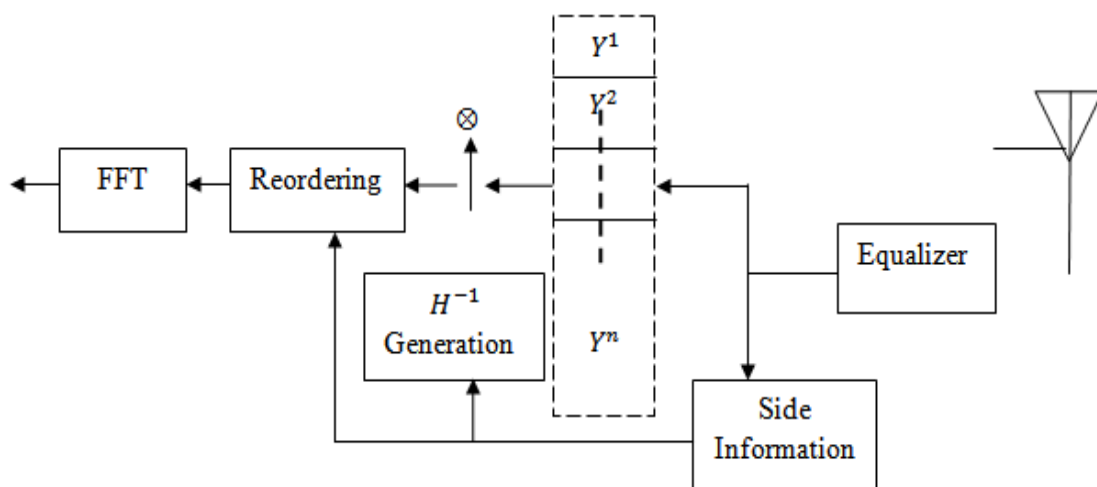 Y¹
Y²
⊗
FFT
Reordering
Equalizer
H⁻¹
Generation
Yⁿ
Side
Information